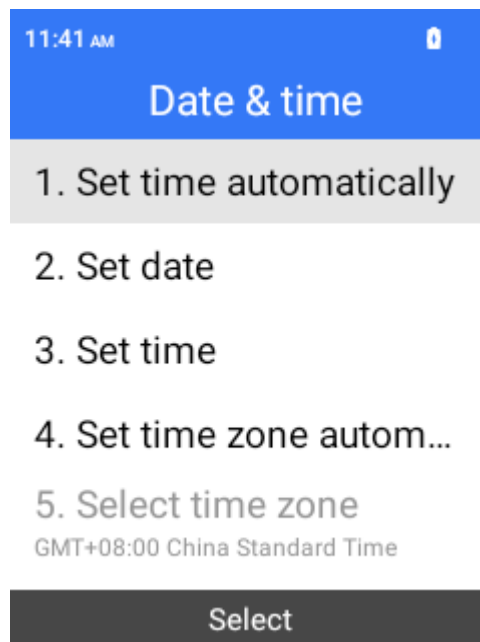 11:41 AM
Date & time
1. Set time automatically
2. Set date
3. Set time
4. Set time zone autom...
5. Select time zone
GMT+08:00 China Standard Time
Select